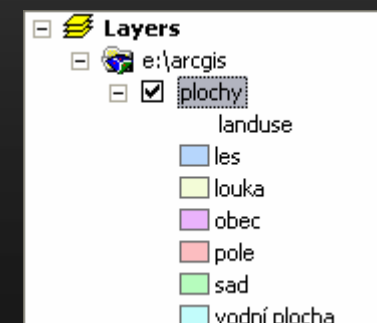 Layers
e:\arcgis
plochy
landuse
les
louka
obec
pole
sad
vodní plocha